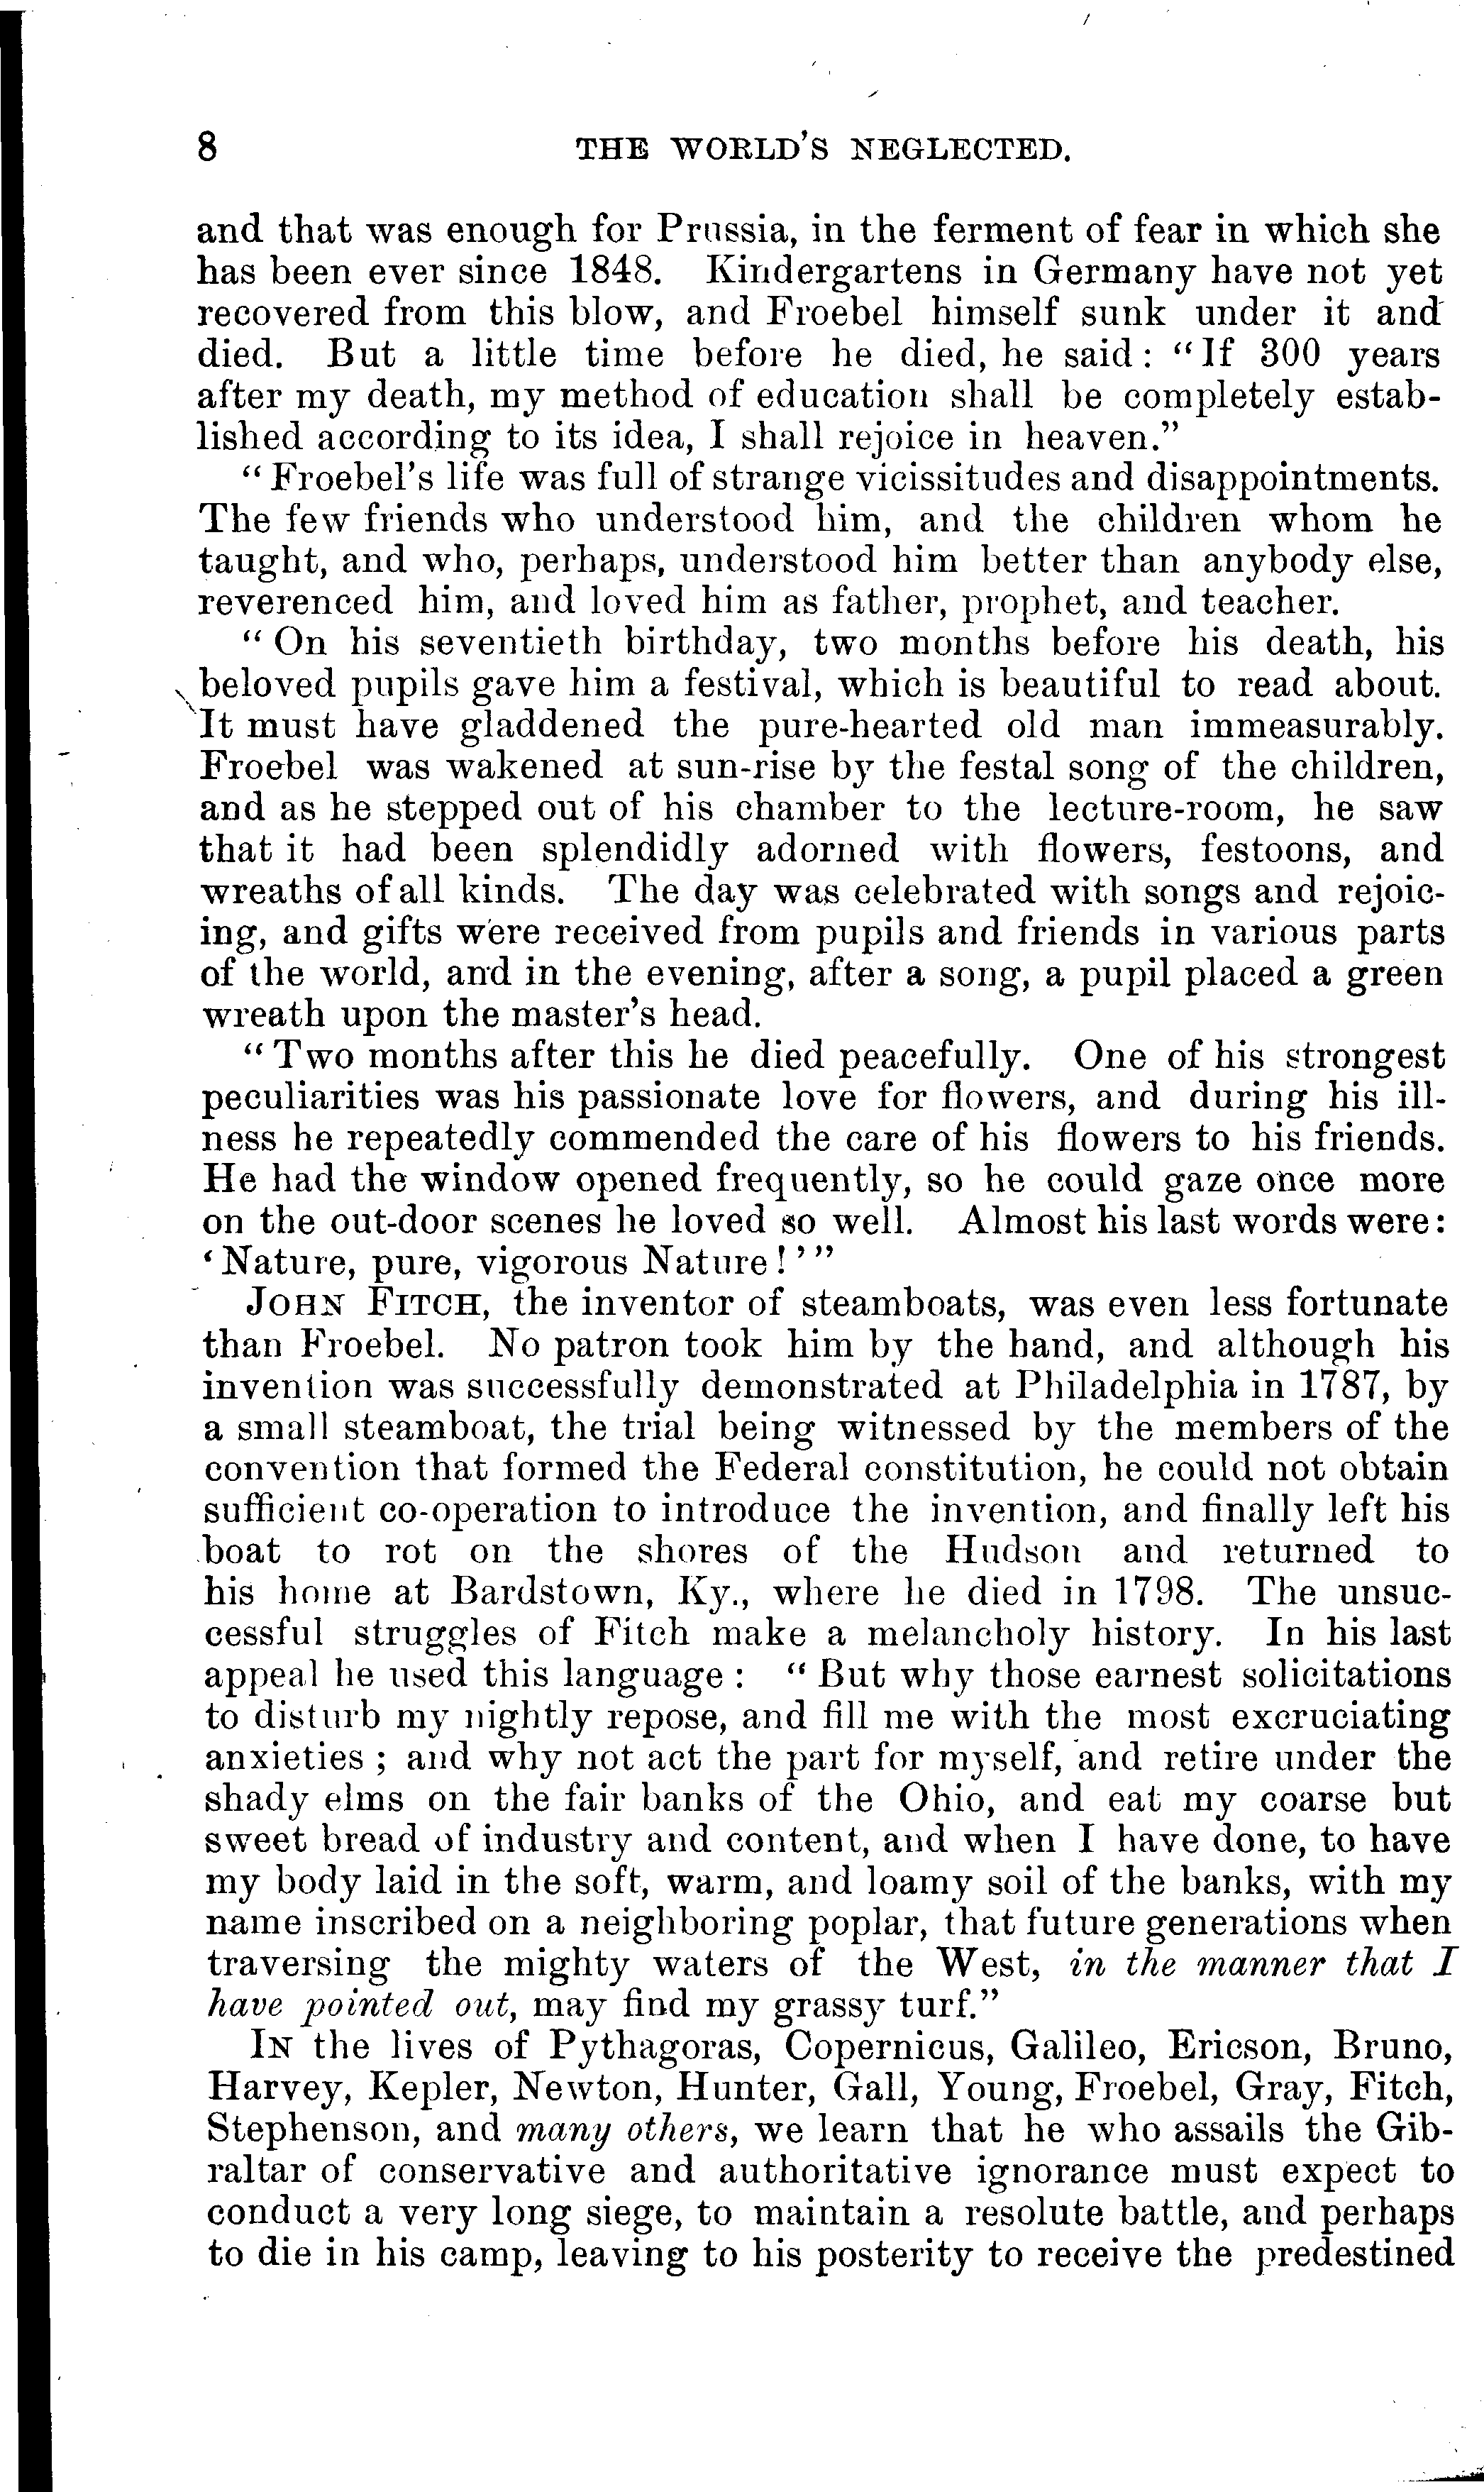 8 THE WORLD'S NEGLECTED.
and that was enough for Prussia, in the ferment of fear in which she
has been ever since 1848. Kindergartens in Germany have not yet
recovered from this blow, and Froebel himself sunk under it and
died. But a little time before he died, he said: "If 300 years
after my death, my method of education shall be completely estab-
lished according to its idea, I shall rejoice in heaven."
"Froebel's life was full of strange vicissitudes and disappointments.
The few friends who understood him, and the children whom he
taught, and who, perhaps, understood him better than anybody else,
reverenced him, and loved him as father, prophet, and teacher.
"On his seventieth birthday, two months before his death, his
beloved pupils gave him a festival, which is beautiful to read about.
It must have gladdened the pure-hearted old man immeasurably.
Froebel was wakened at sun-rise by the festal song of the children,
and as he stepped out of his chamber to the lecture-room, he saw
that it had been splendidly adorned with flowers, festoons, and
wreaths of all kinds. The day was celebrated with songs and rejoic-
ing, and gifts were received from pupils and friends in various parts
of the world, and in the evening, after a song, a pupil placed a green
wreath upon the master's head.
"Two months after this he died peacefully. One of his strongest
peculiarities was his passionate love for flowers, and during his ill-
ness he repeatedly commended the care of his flowers to his friends.
He had the window opened frequently, so he could gaze once more
on the out-door scenes he loved so well. Almost his last words were:
'Nature, pure, vigorous Nature!'"
JOHN FITCH, the inventor of steamboats, was even less fortunate
than Froebel. No patron took him by the hand, and although his
invention was successfully demonstrated at Philadelphia in 1787, by
a small steamboat, the trial being witnessed by the members of the
convention that formed the Federal constitution, he could not obtain
sufficient co-operation to introduce the invention, and finally left his
boat to rot on the shores of the Hudson and returned to
his home at Bardstown, Ky., where he died in 1798. The unsuc-
cessful struggles of Fitch make a melancholy history. In his last
appeal he used this language: "But why those earnest solicitations
to disturb my nightly repose, and fill me with the most excruciating
anxieties; and why not act the part for myself, and retire under the
shady elms on the fair banks of the Ohio, and eat my coarse but
sweet bread of industry and content, and when I have done, to have
my body laid in the soft, warm, and loamy soil of the banks, with my
name inscribed on a neighboring poplar, that future generations when
traversing the mighty waters of the West, in the manner that I
have pointed out, may find my grassy turf."
IN the lives of Pythagoras, Copernicus, Galileo, Ericson, Bruno,
Harvey, Kepler, Newton, Hunter, Gall, Young, Froebel, Gray, Fitch,
Stephenson, and many others, we learn that he who assails the Gib-
raltar of conservative and authoritative ignorance must expect to
conduct a very long siege, to maintain a resolute battle, and perhaps
to die in his camp, leaving to his posterity to receive the predestined